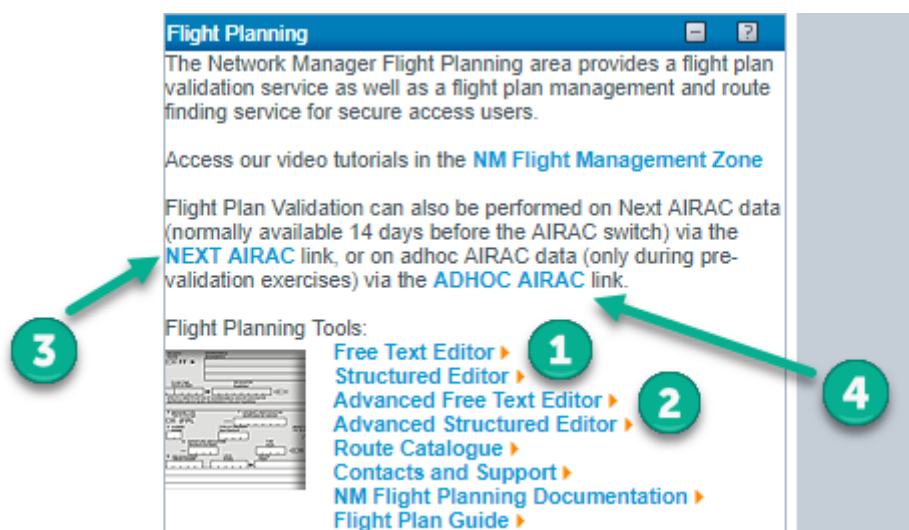 Flight Planning
The Network Manager Flight Planning area provides a flight plan
validation service as well as a flight plan management and route
finding service for secure access users.
Access our video tutorials in the NM Flight Management Zone
Flight Plan Validation can also be performed on Next AIRAC data
(normally available 14 days before the AIRAC switch) via the
NEXT AIRAC link, or on adhoc AIRAC data (only during pre-
validation exercises) via the ADHOC AIRAC link.
3
4
Flight Planning Tools:
Free Text Editor
1
Structured Editor
Advanced Free Text Editor
2
Advanced Structured Editor
Route Catalogue
Contacts and Support
NM Flight Planning Documentation
Flight Plan Guide